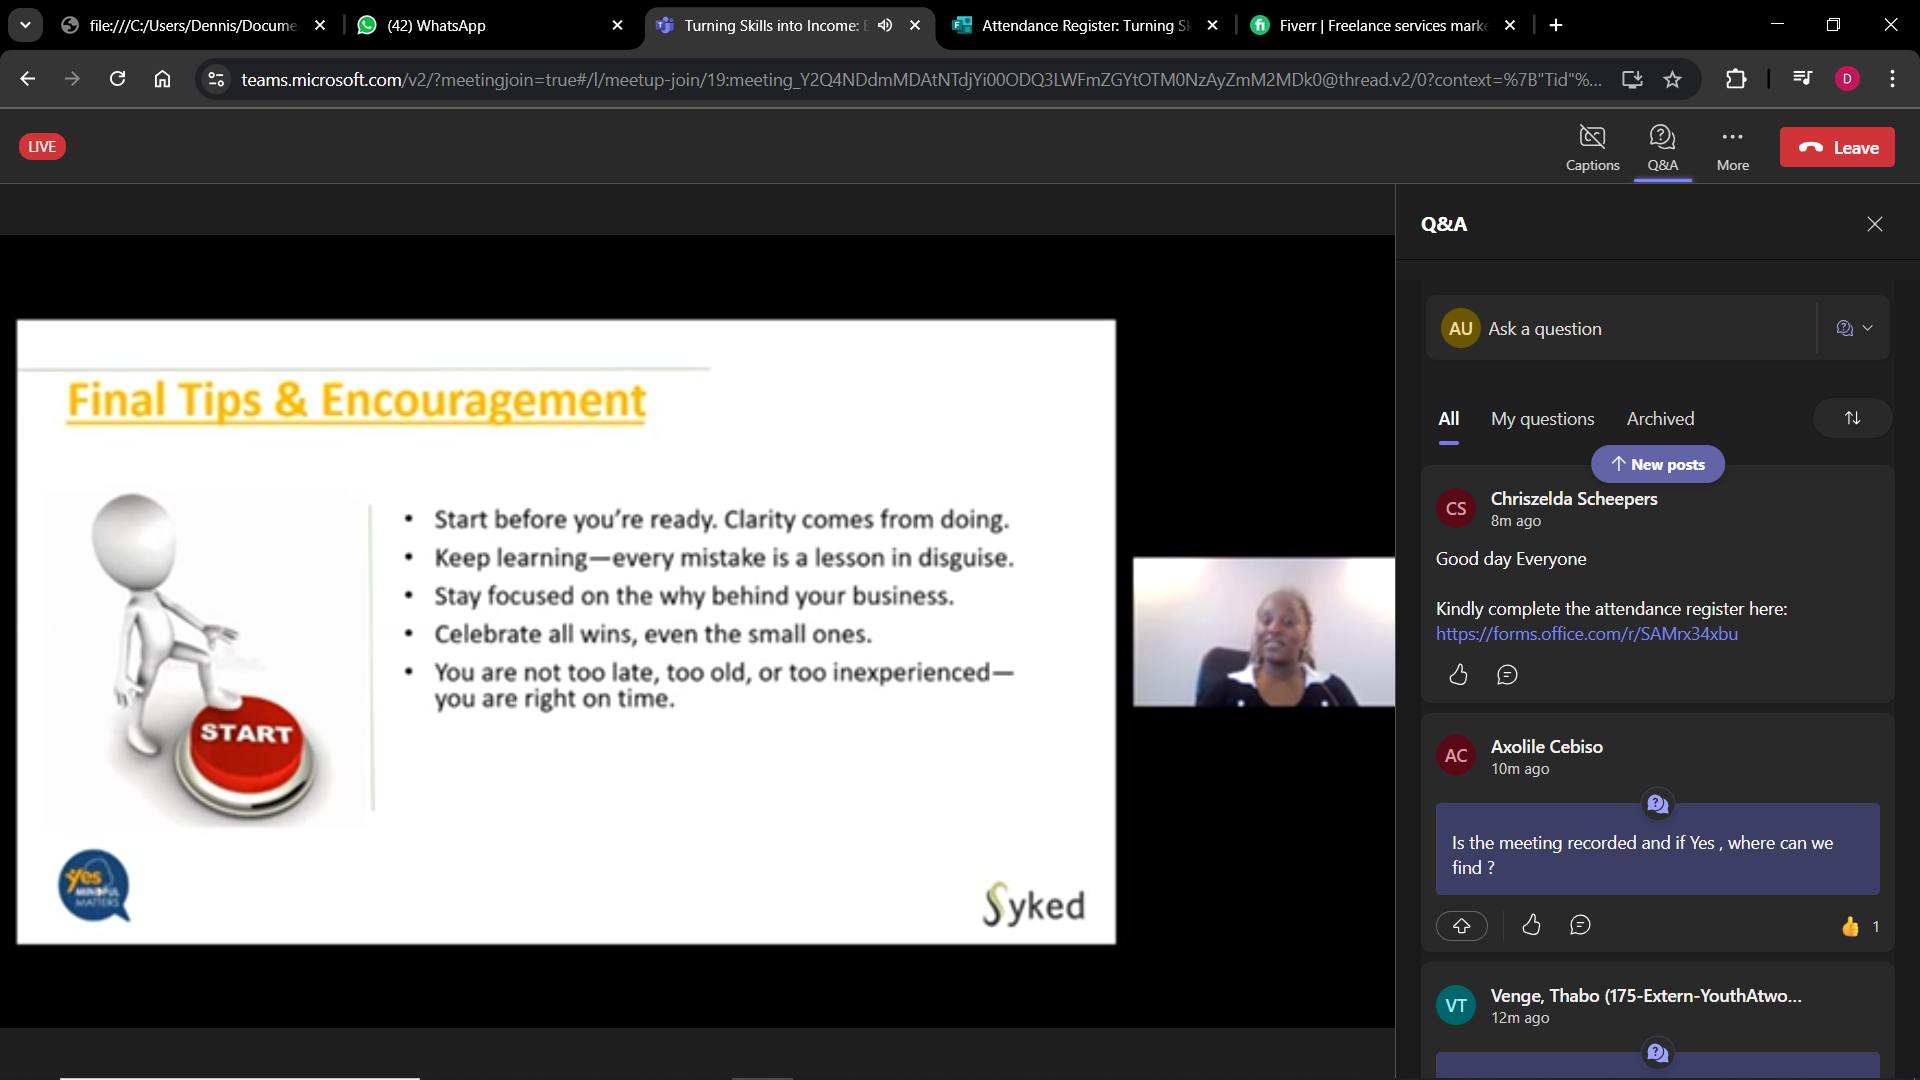 file:///C:/Users/Dennis/Docume
(42) WhatsApp
Turning Skills into Income: E
Attendance Register: Turning Sk
Fiverr | Freelance services marke
teams.microsoft.com/v2/?meetingjoin=true#/l/meetup-join/19:meeting_Y2Q4NDdmMDAtNTdjYi00ODQ3LWFmZGYtOTM0NzAyZmM2MDk0@thread.v2/0?context=%7B"Tid"%...
D
LIVE
Captions
Q&A
More
Leave
Final Tips & Encouragement
• Start before you're ready. Clarity comes from doing.
• Keep learning—every mistake is a lesson in disguise.
• Stay focused on the why behind your business.
• Celebrate all wins, even the small ones.
• You are not too late, too old, or too inexperienced—
you are right on time.
START
yes
MINDFUL
MATTERS
Syked
Q&A
AU
Ask a question
All
My questions
Archived
New posts
CS
Chriszelda Scheepers
8m ago
Good day Everyone
Kindly complete the attendance register here:
https://forms.office.com/r/SAMrx34xbu
AC
Axolile Cebiso
10m ago
Is the meeting recorded and if Yes , where can we
find ?
1
VT
Venge, Thabo (175-Extern-YouthAtwo...
12m ago